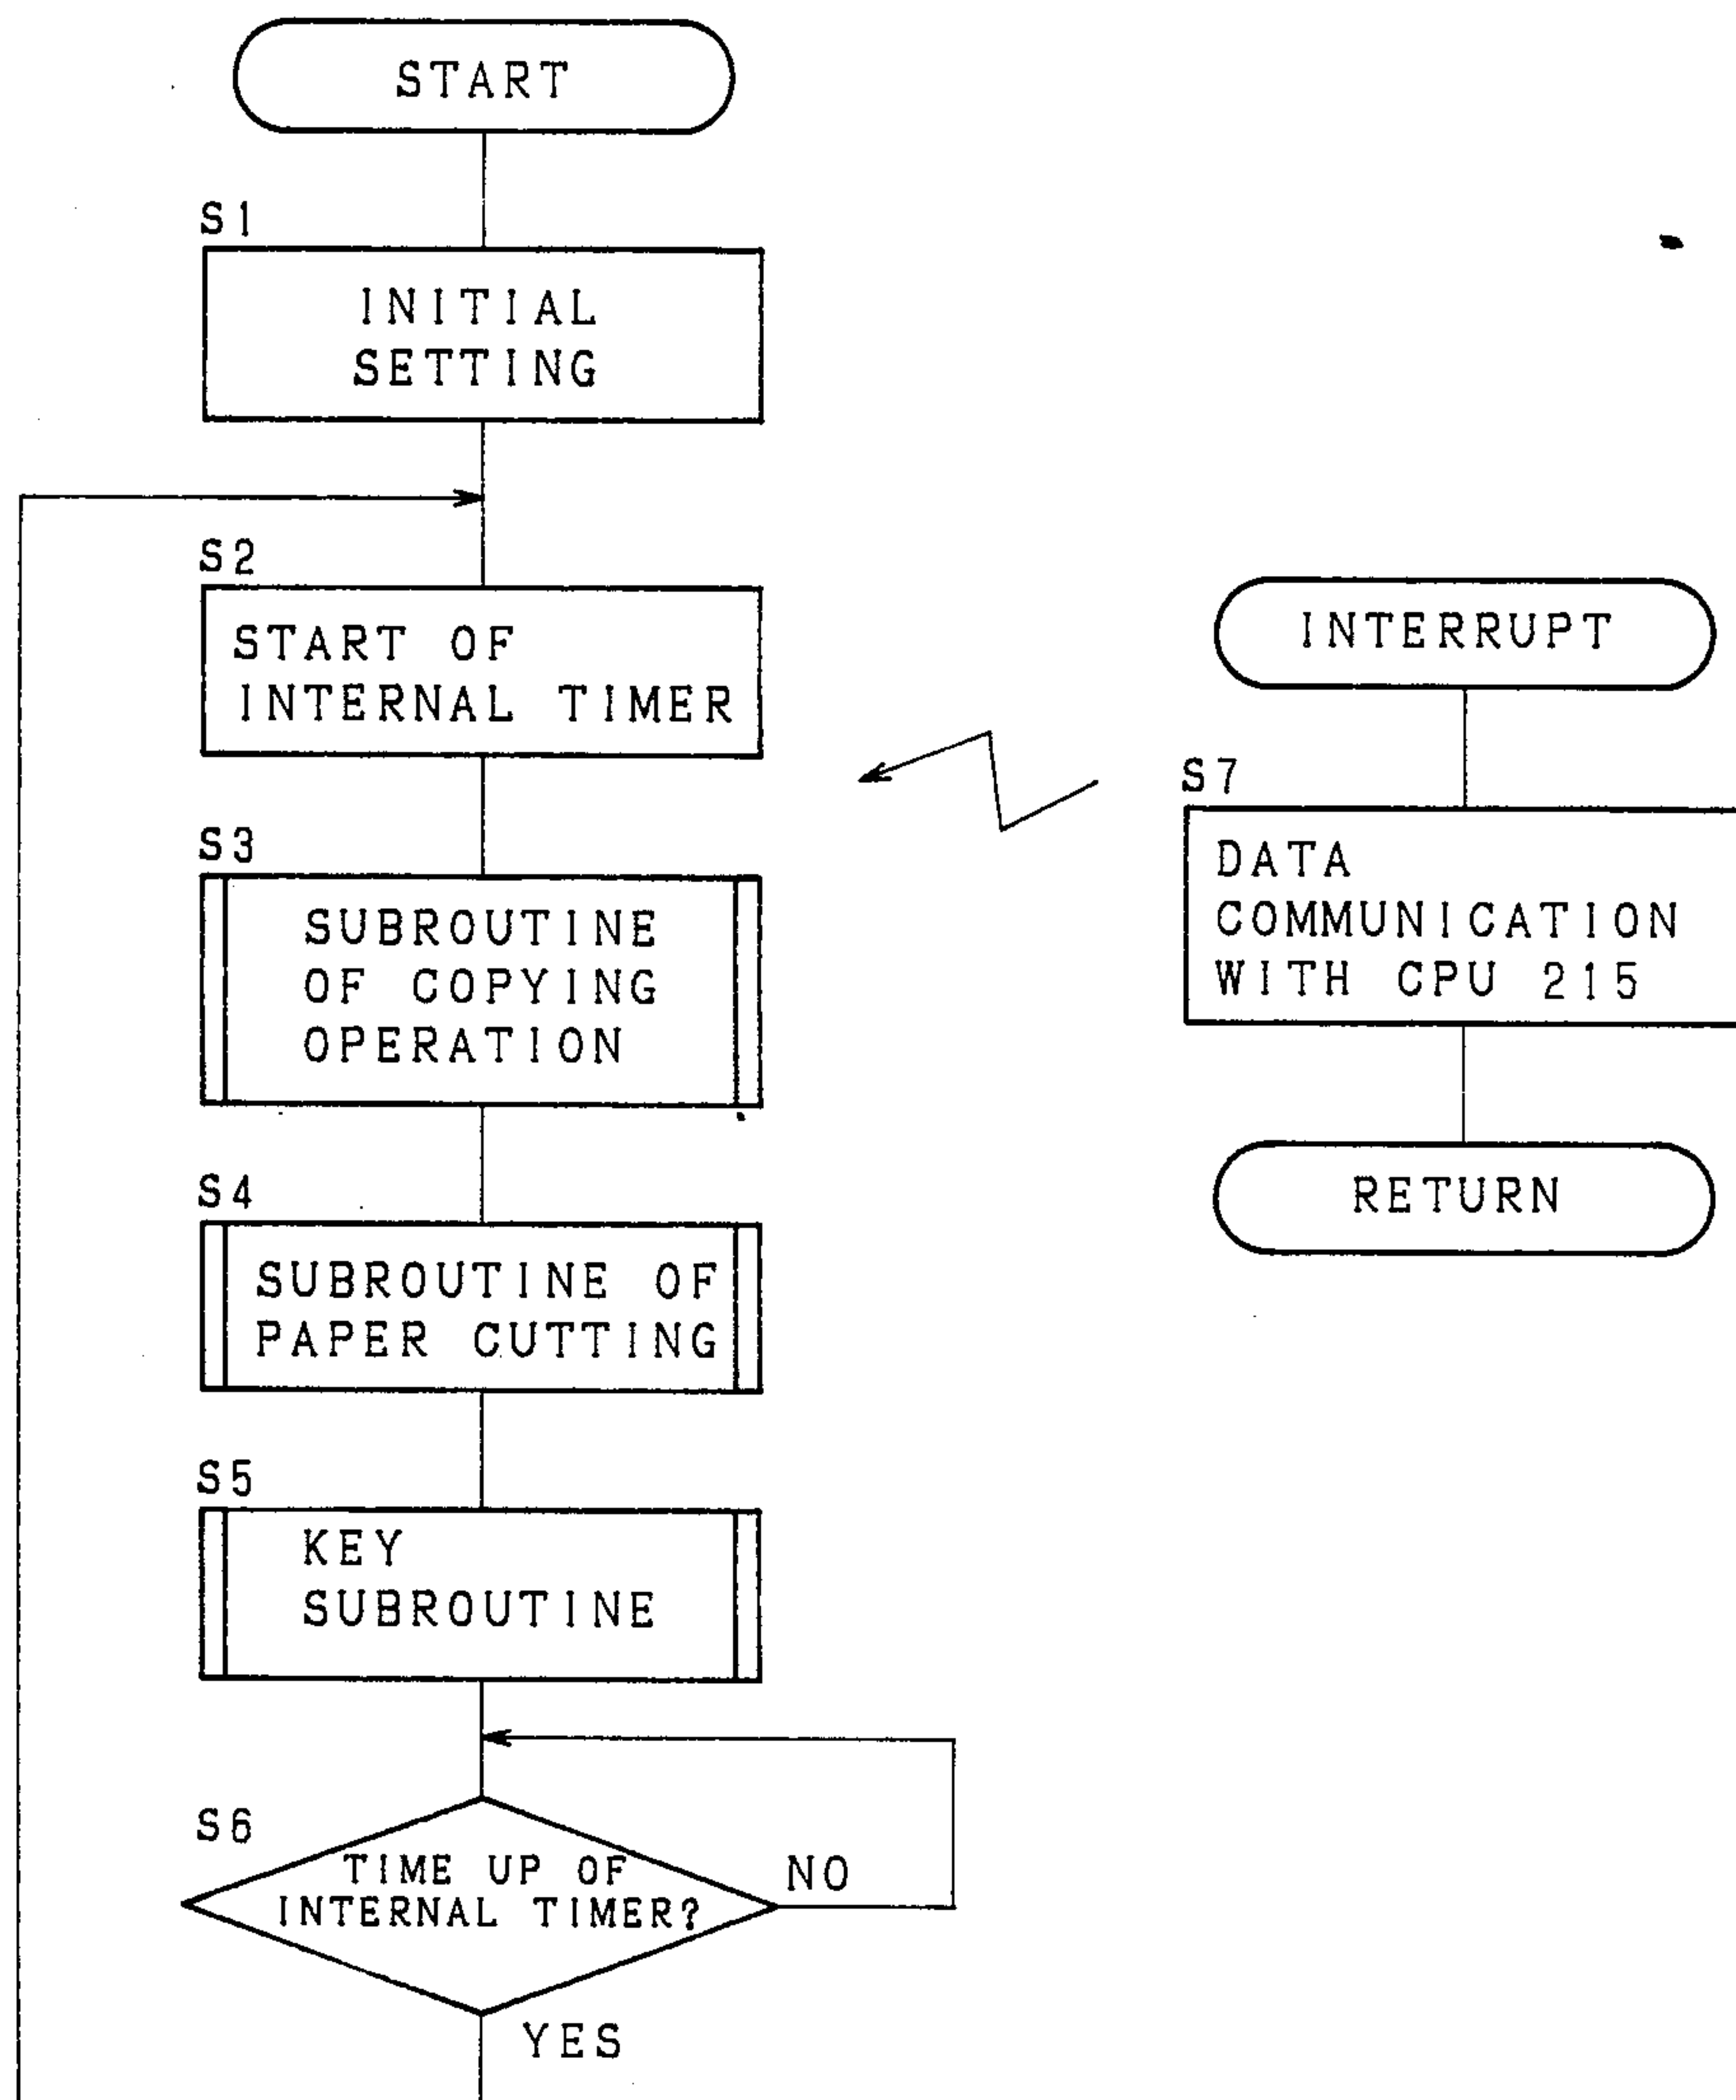 START
S1
INITIAL
SETTING
S2
START OF
INTERNAL TIMER
S3
SUBROUTINE
OF COPYING
OPERATION
S4
SUBROUTINE OF
PAPER CUTTING
S5
KEY
SUBROUTINE
S6
TIME UP OF
INTERNAL TIMER?
NO
YES
INTERRUPT
S7
DATA
COMMUNICATION
WITH CPU 215
RETURN